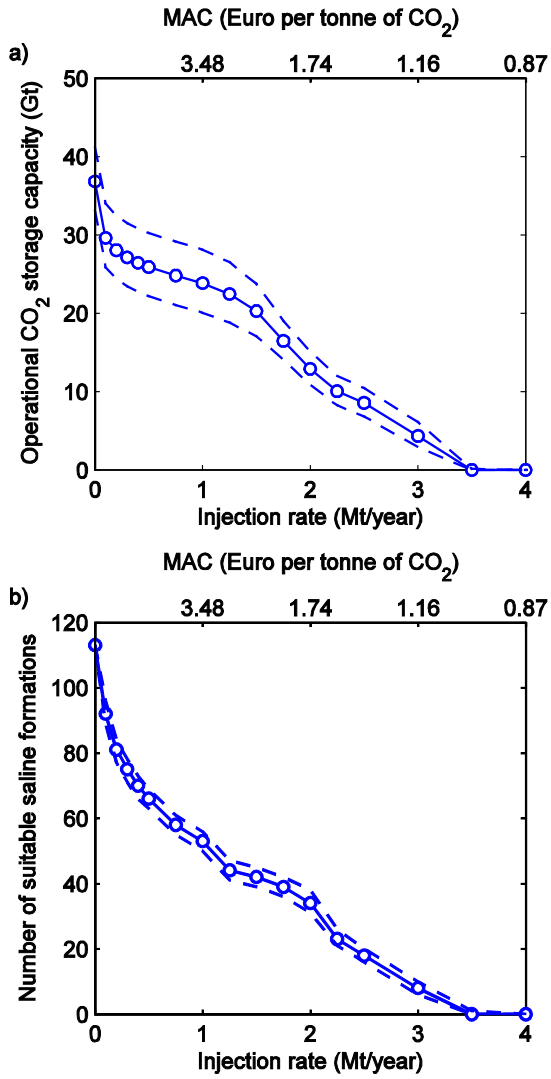 MAC (Euro per tonne of CO2)
a)
3.48 1.74 1.16 0.87
50
40
30
20
10
0
Operational CO2 storage capacity (Gt)
0 1 2 3 4
Injection rate (Mt/year)
MAC (Euro per tonne of CO2)
b)
3.48 1.74 1.16 0.87
120
100
80
60
40
20
0
Number of suitable saline formations
0 1 2 3 4
Injection rate (Mt/year)